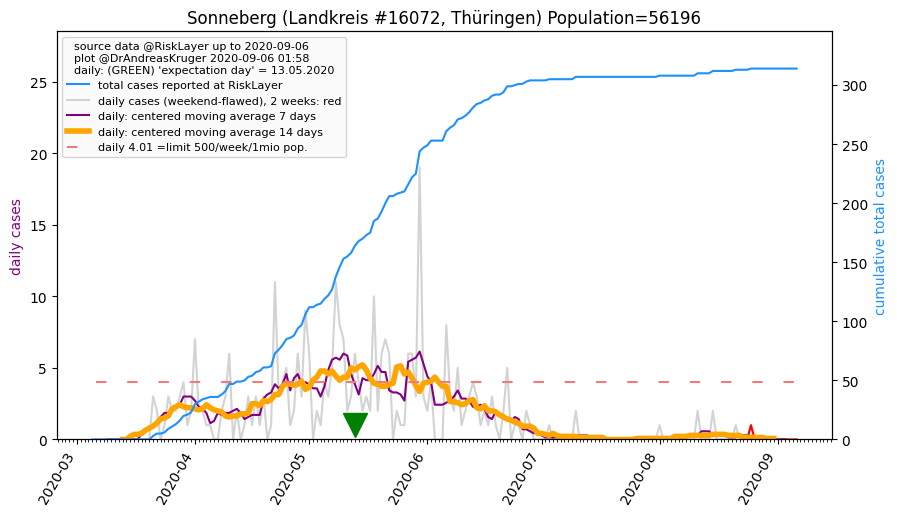 Sonneberg (Landkreis #16072, Thüringen) Population=56196
source data @RiskLayer up to 2020-09-06
plot @DrAndreasKruger 2020-09-06 01:58
daily: (GREEN) 'expectation day' = 13.05.2020
total cases reported at RiskLayer
daily cases (weekend-flawed), 2 weeks: red
daily: centered moving average 7 days
daily: centered moving average 14 days
daily 4.01 =limit 500/week/1mio pop.
daily cases
25
20
15
10
5
0
cumulative total cases
300
250
200
150
100
50
0
2020-03
2020-04
2020-05
2020-06
2020-07
2020-08
2020-09